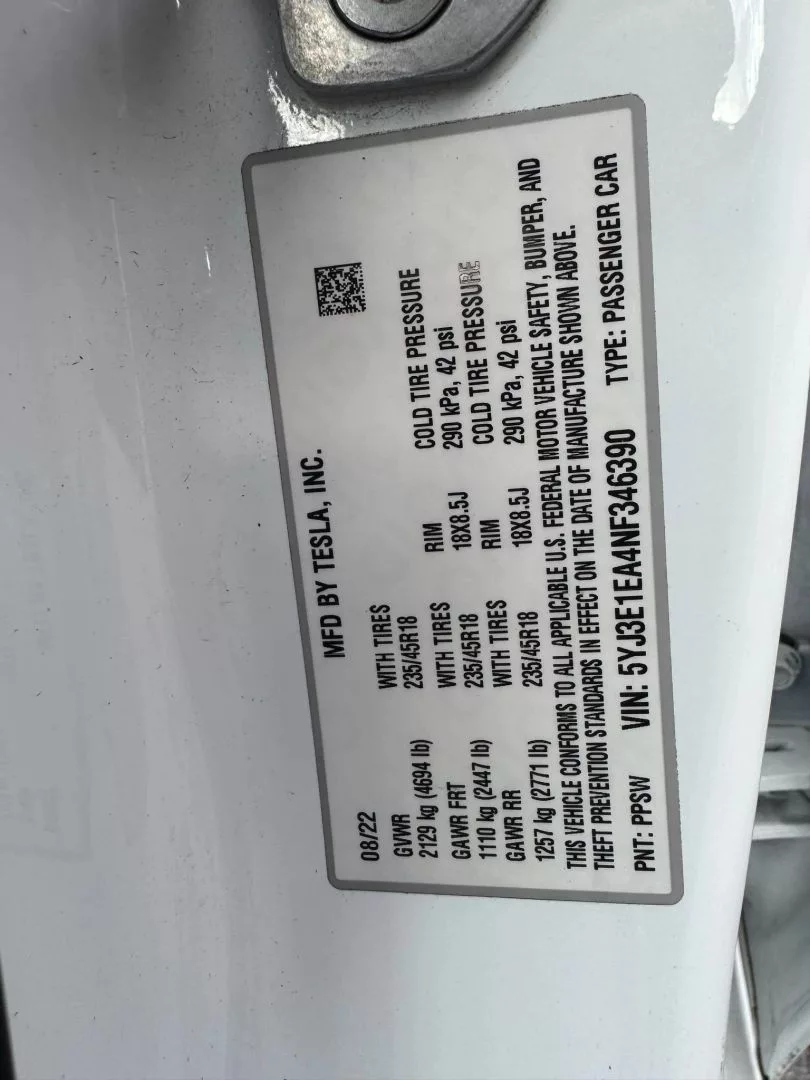 MFD BY TESLA, INC.
08/22
GVWR WITH TIRES
2129 kg (4694 lb) 235/45R18
GAWR FRT WITH TIRES RIM COLD TIRE PRESSURE
1110 kg (2447 lb) 235/45R18 18X8.5J 290 kPa, 42 psi
GAWR RR WITH TIRES RIM COLD TIRE PRESSURE
1257 kg (2771 lb) 235/45R18 18X8.5J 290 kPa, 42 psi
THIS VEHICLE CONFORMS TO ALL APPLICABLE U.S. FEDERAL MOTOR VEHICLE SAFETY, BUMPER, AND
THEFT PREVENTION STANDARDS IN EFFECT ON THE DATE OF MANUFACTURE SHOWN ABOVE.
PNT: PPSW VIN: 5YJ3E1EA4NF346390 TYPE: PASSENGER CAR